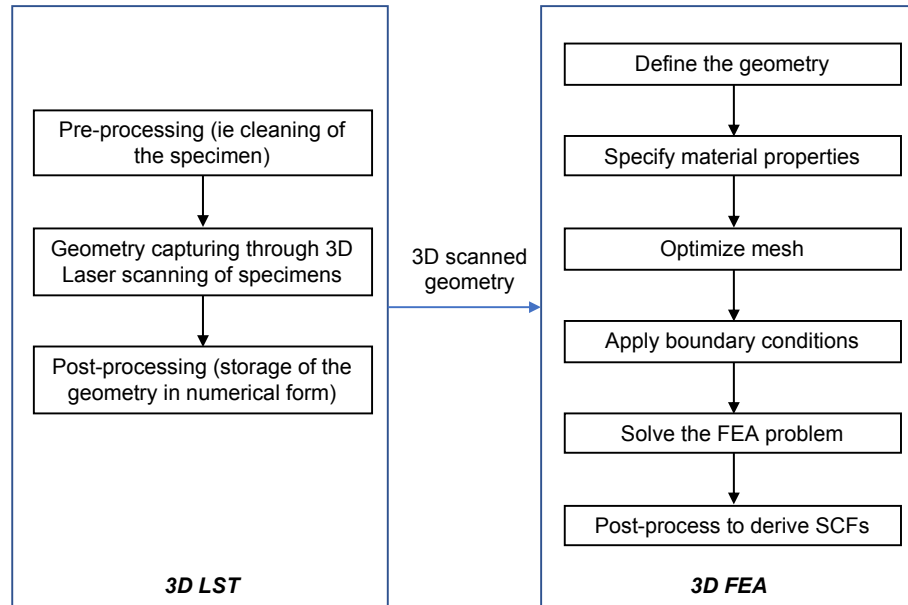 Pre-processing (ie cleaning of
the specimen)
Geometry capturing through 3D
Laser scanning of specimens
Post-processing (storage of the
geometry in numerical form)
3D LST
3D scanned
geometry
Define the geometry
Specify material properties
Optimize mesh
Apply boundary conditions
Solve the FEA problem
Post-process to derive SCFs
3D FEA